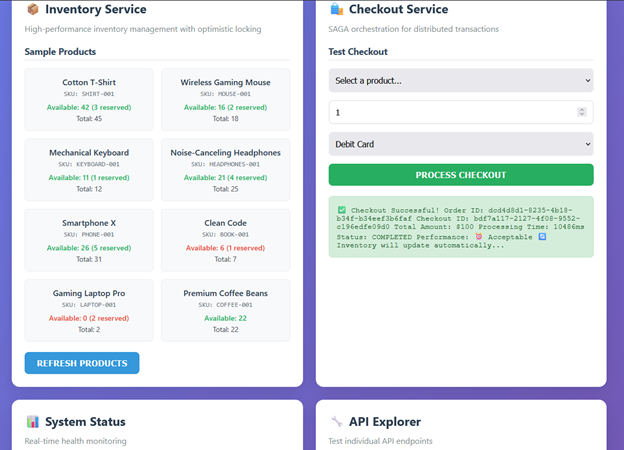 Inventory Service
High-performance inventory management with optimistic locking
Sample Products
Cotton T-Shirt
SKU: SHIRT-001
Available: 42 (3 reserved)
Total: 45
Wireless Gaming Mouse
SKU: MOUSE-001
Available: 16 (2 reserved)
Total: 18
Mechanical Keyboard
SKU: KEYBOARD-001
Available: 11 (1 reserved)
Total: 12
Noise-Canceling Headphones
SKU: HEADPHONES-001
Available: 21 (4 reserved)
Total: 25
Smartphone X
SKU: PHONE-001
Available: 26 (5 reserved)
Total: 31
Clean Code
SKU: BOOK-001
Available: 6 (1 reserved)
Total: 7
Gaming Laptop Pro
SKU: LAPTOP-001
Available: 0 (2 reserved)
Total: 2
Premium Coffee Beans
SKU: COFFEE-001
Available: 22
Total: 22
REFRESH PRODUCTS
Checkout Service
SAGA orchestration for distributed transactions
Test Checkout
Select a product...
1
Debit Card
PROCESS CHECKOUT
✅ Checkout Successful! Order ID: dcd4d8d1-8235-4b18-
b34f-b34eef3b6faf Checkout ID: bdf7a117-2127-4f08-9552-
c196edfe09d0 Total Amount: $100 Processing Time: 10486ms
Status: COMPLETED Performance: Acceptable
Inventory will update automatically...
System Status
Real-time health monitoring
API Explorer
Test individual API endpoints